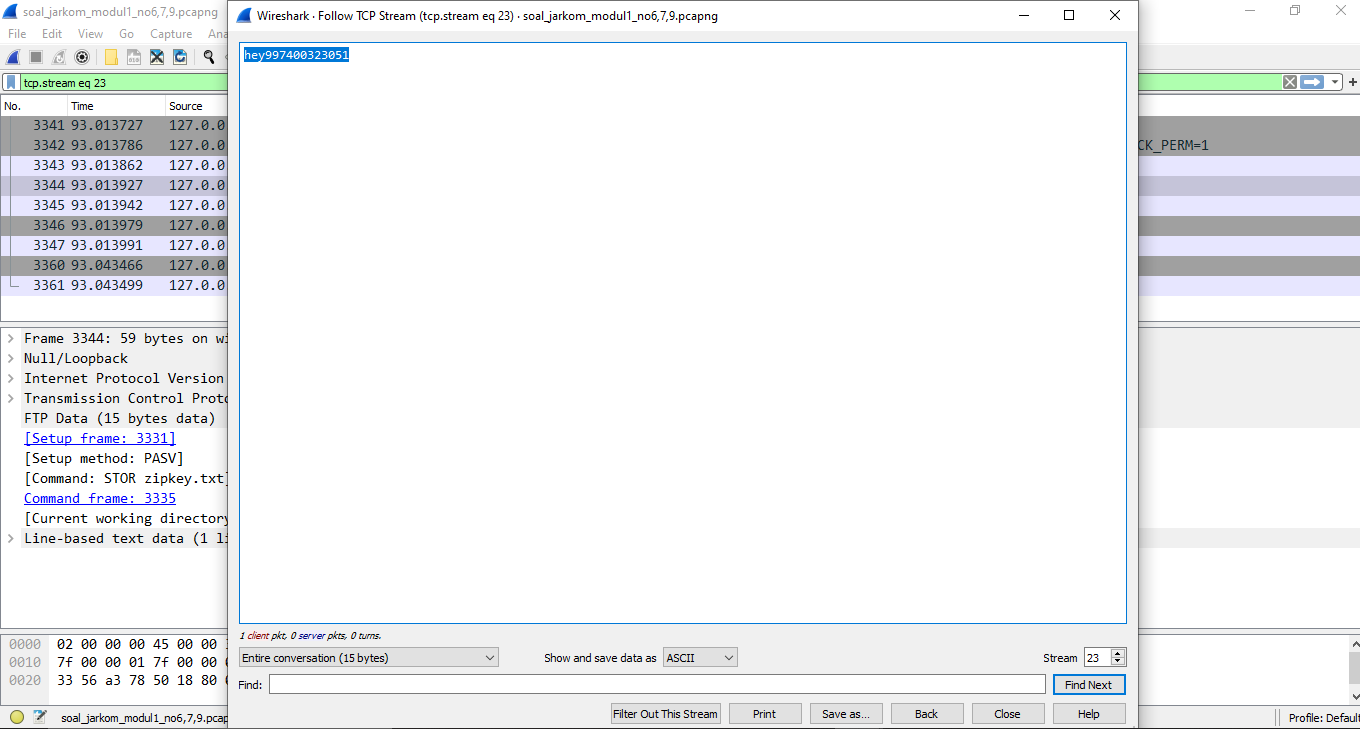 soal_jarkom_modul1_no6,7,9.pcapng
File Edit View Go Capture Ana
tcp.stream eq 23
No. Time Source
3341 93.013727 127.0.0
3342 93.013786 127.0.0 CK_PERM=1
3343 93.013862 127.0.0
3344 93.013927 127.0.0
3345 93.013942 127.0.0
3346 93.013979 127.0.0
3347 93.013991 127.0.0
3360 93.043466 127.0.0
3361 93.043499 127.0.0
Frame 3344: 59 bytes on wi
Null/Loopback
Internet Protocol Version
Transmission Control Proto
FTP Data (15 bytes data)
[Setup frame: 3331]
[Setup method: PASV]
[Command: STOR zipkey.txt]
Command frame: 3335
[Current working directory
Line-based text data (1 li
0000 02 00 00 00 45 00 00
0010 7f 00 00 01 7f 00 00
0020 33 56 a3 78 50 18 80
soal_jarkom_modul1_no6,7,9.pcap
Profile: Default
Wireshark · Follow TCP Stream (tcp.stream eq 23) · soal_jarkom_modul1_no6,7,9.pcapng
hey997400323051
1 client pkt, 0 server pkts, 0 turns.
Entire conversation (15 bytes) Show and save data as ASCII Stream 23
Find: Find Next
Filter Out This Stream Print Save as... Back Close Help